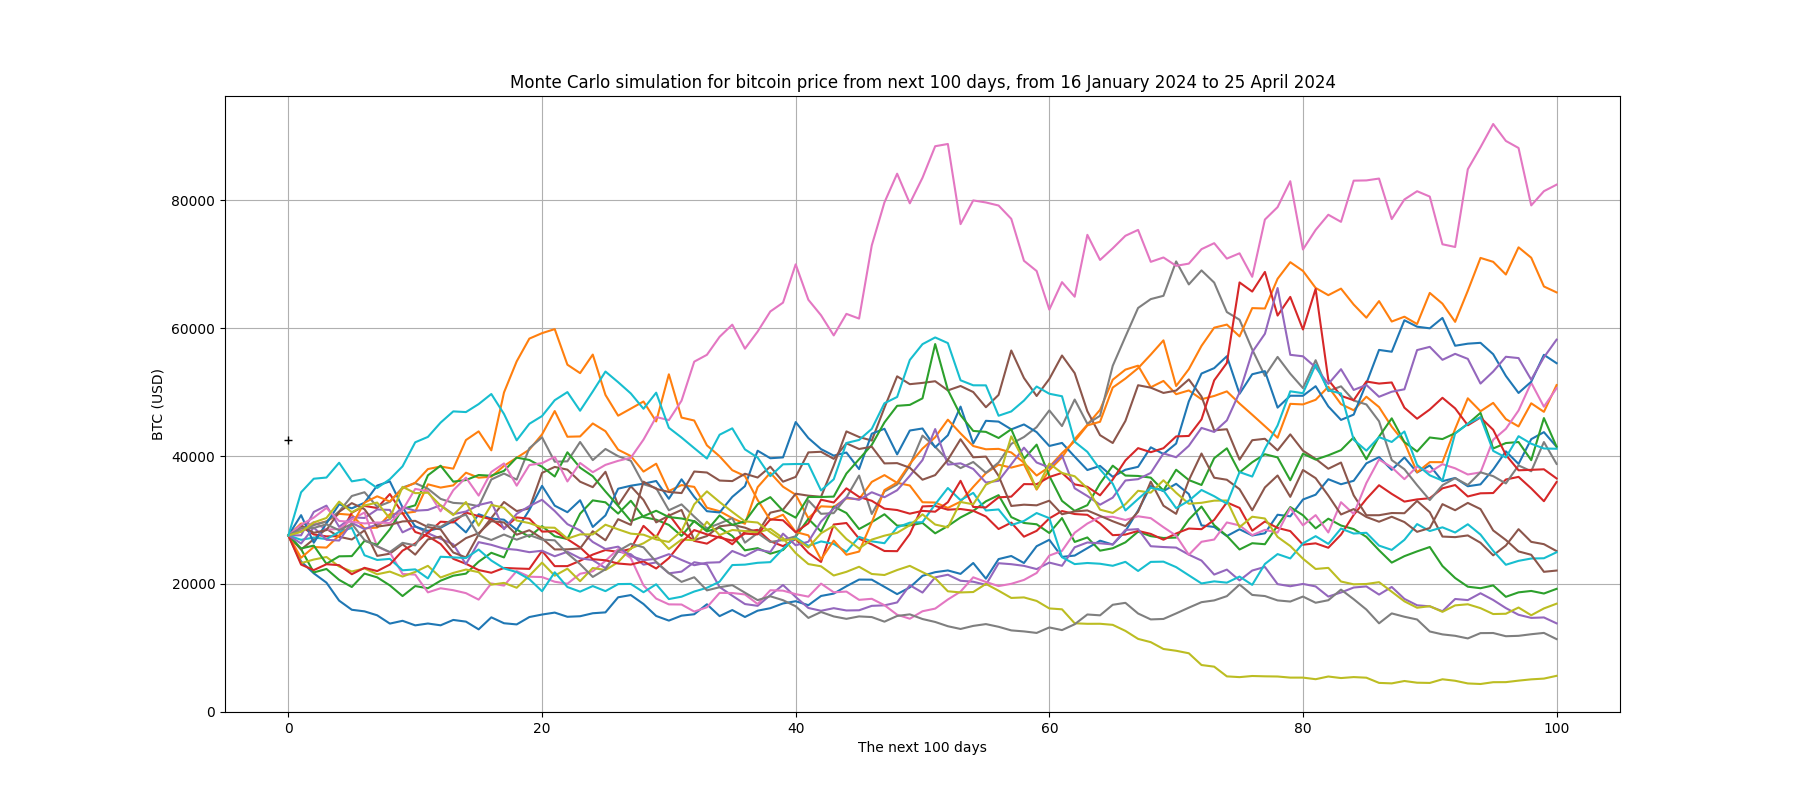 Monte Carlo simulation for bitcoin price from next 100 days, from 16 January 2024 to 25 April 2024
80000
60000
40000
20000
0
BTC (USD)
0 20 40 60 80 100
The next 100 days